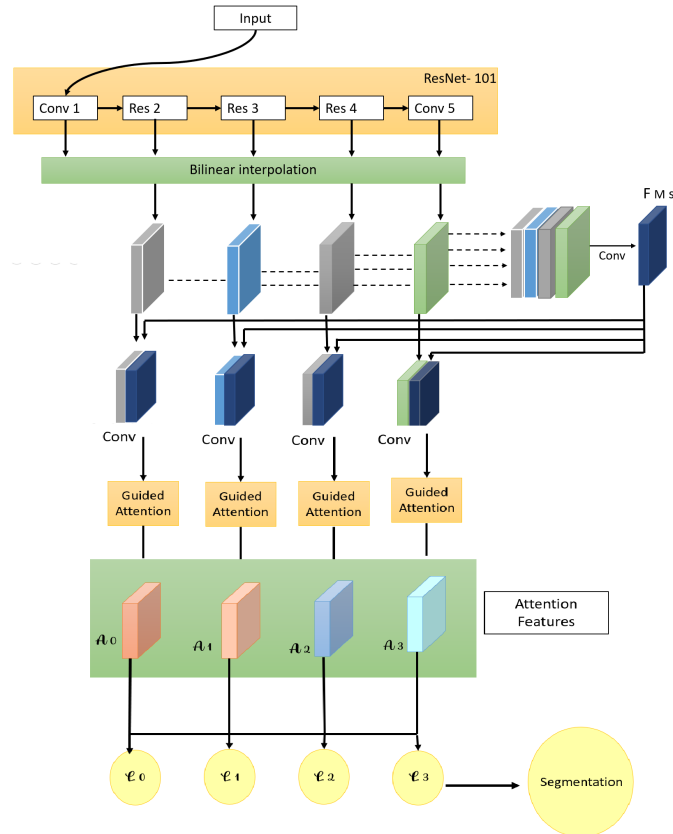 Input
ResNet- 101
Conv 1
Res 2
Res 3
Res 4
Conv 5
Bilinear interpolation
F M s
Conv
Conv
Conv
Conv
Conv
Guided
Attention
Guided
Attention
Guided
Attention
Guided
Attention
Attention
Features
A 0
A 1
A 2
A 3
C 0
C 1
C 2
C 3
Segmentation